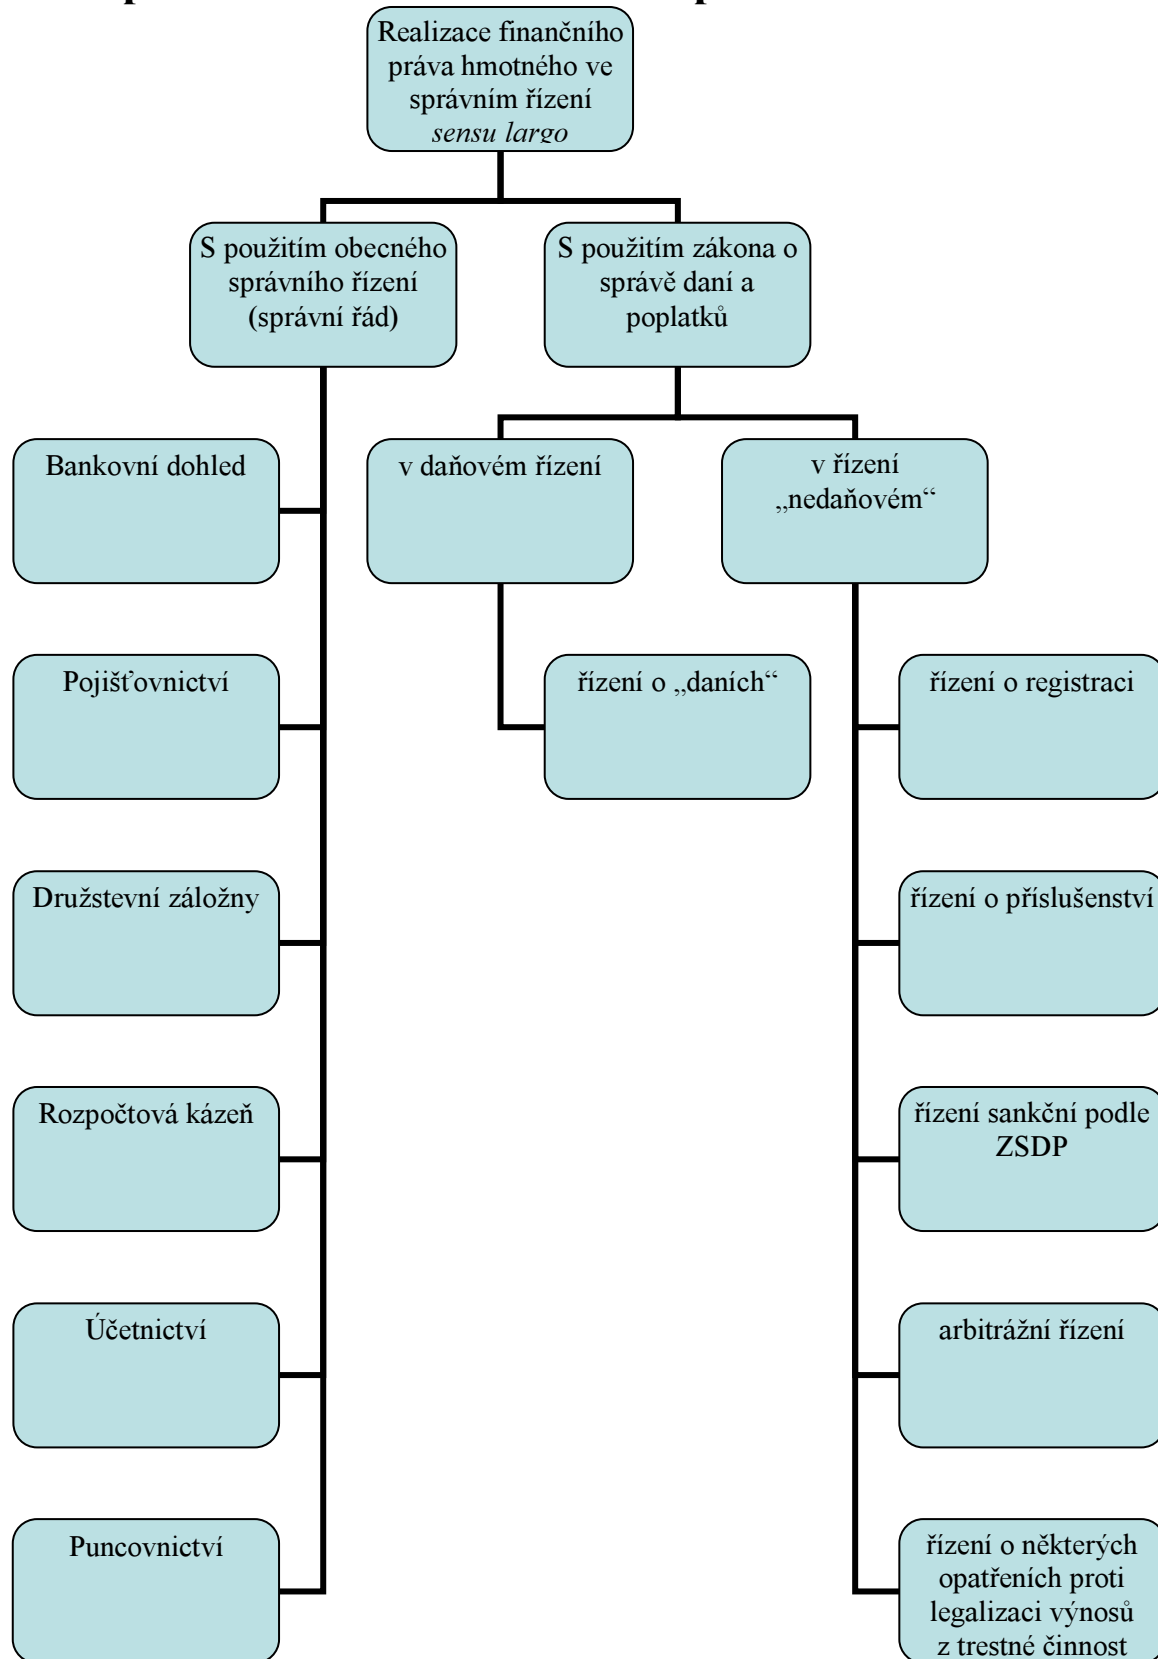 Realizace finančního
práva hmotného ve
správním řízení
sensu largo
S použitím obecného
správního řízení
(správní řád)
S použitím zákona o
správě daní a
poplatků
Bankovní dohled
v daňovém řízení
v řízení
„nedaňovém“
Pojišťovnictví
řízení o „daních“
řízení o registraci
Družstevní záložny
řízení o příslušenství
Rozpočtová kázeň
řízení sankční podle
ZSDP
Účetnictví
arbitrážní řízení
Puncovnictví
řízení o některých
opatřeních proti
legalizaci výnosů
z trestné činnost